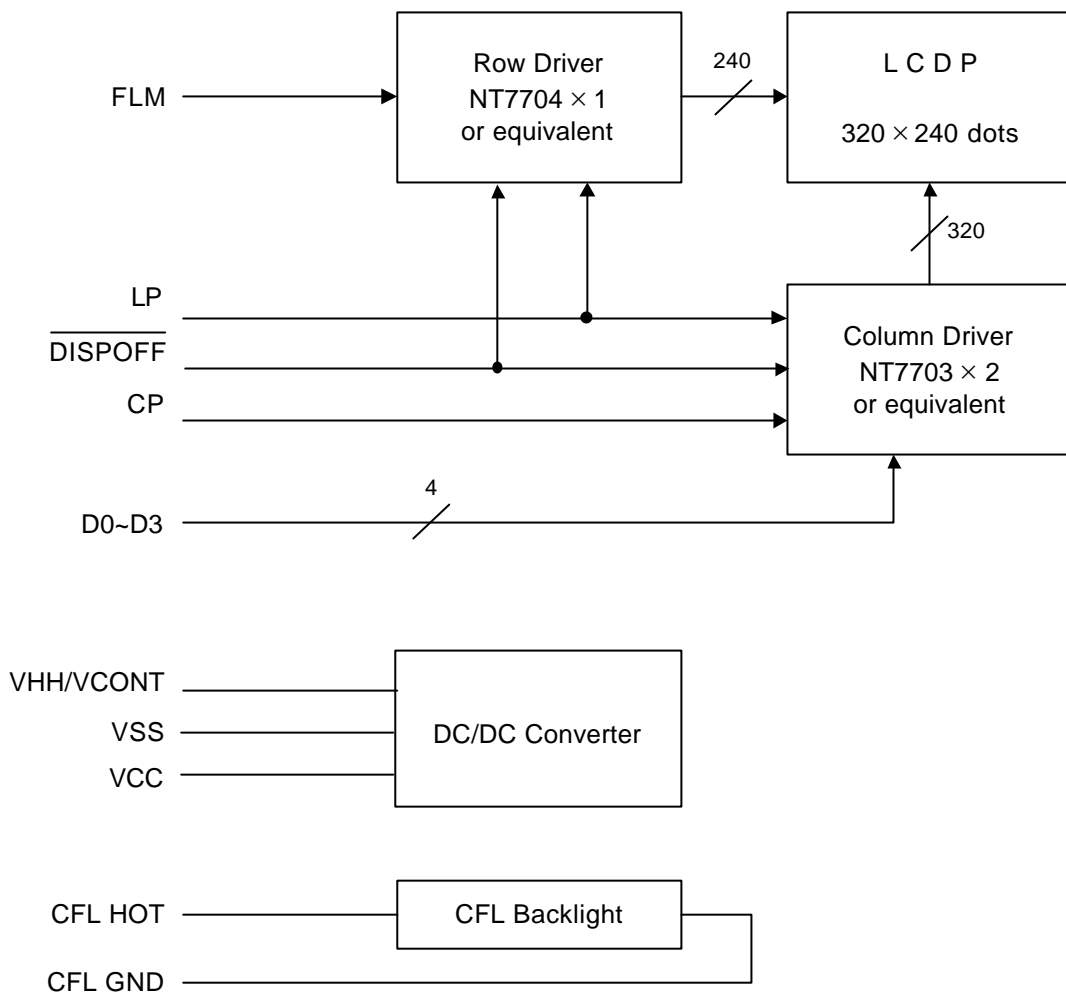 FLM
Row Driver
NT7704 × 1
or equivalent
240
L C D P
320 × 240 dots
320
LP
DISPOFF
CP
Column Driver
NT7703 × 2
or equivalent
4
D0~D3
VHH/VCONT
VSS
VCC
DC/DC Converter
CFL HOT
CFL Backlight
CFL GND